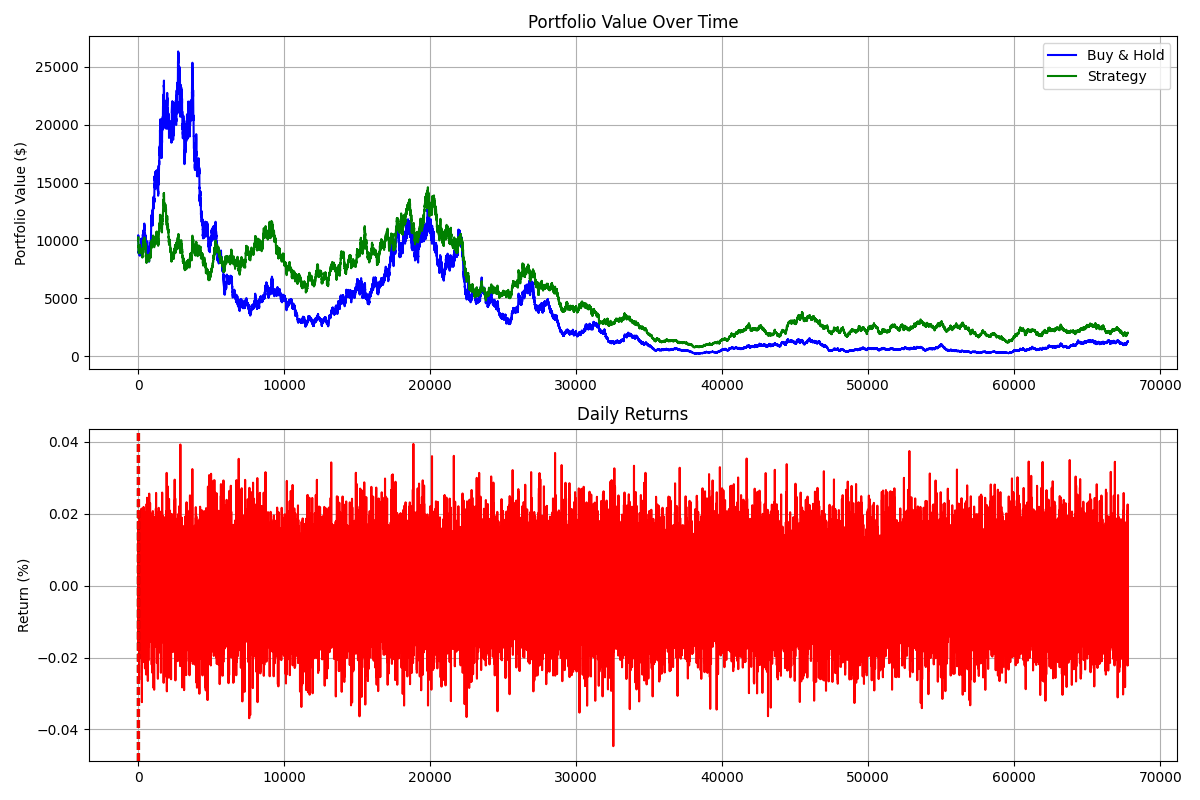 Portfolio Value Over Time
Portfolio Value ($)
25000
20000
15000
10000
5000
0
Buy & Hold
Strategy
0 10000 20000 30000 40000 50000 60000 70000
Daily Returns
Return (%)
0.04
0.02
0.00
−0.02
−0.04
0 10000 20000 30000 40000 50000 60000 70000